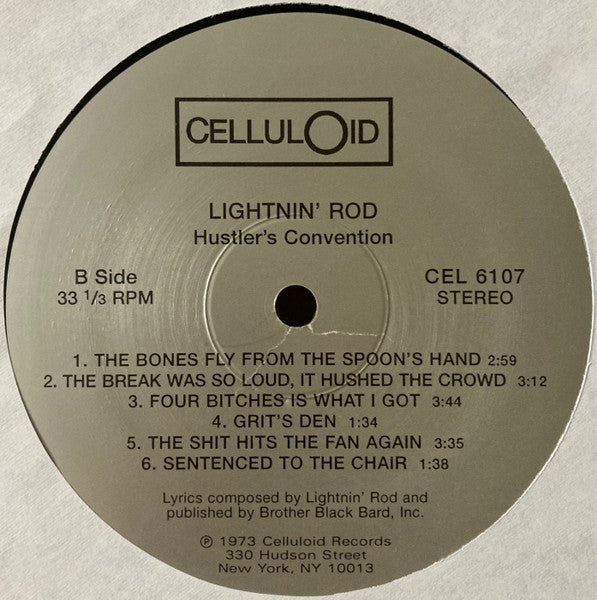 CELLULOID
LIGHTNIN' ROD
Hustler's Convention
B Side
33 1/3 RPM
CEL 6107
STEREO
1. THE BONES FLY FROM THE SPOON'S HAND 2:59
2. THE BREAK WAS SO LOUD, IT HUSHED THE CROWD 3:12
3. FOUR BITCHES IS WHAT I GOT 3:44
4. GRIT'S DEN 1:34
5. THE SHIT HITS THE FAN AGAIN 3:35
6. SENTENCED TO THE CHAIR 1:38
Lyrics composed by Lightnin' Rod and
published by Brother Black Bard, Inc.
℗ 1973 Celluloid Records
330 Hudson Street
New York, NY 10013